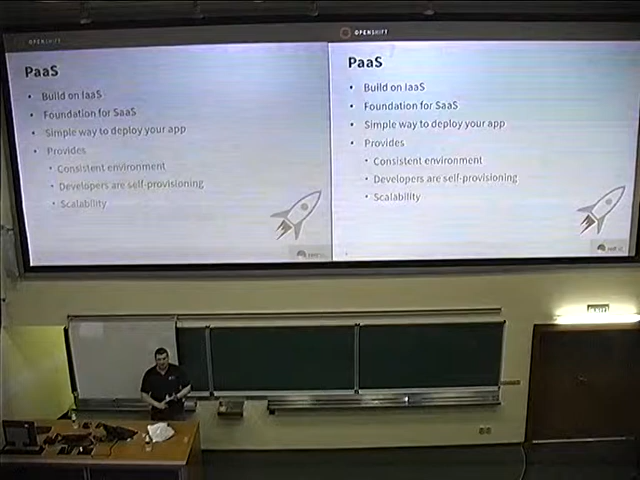 OPENSHIFT
PaaS
• Build on IaaS
• Foundation for SaaS
• Simple way to deploy your app
• Provides
• Consistent environment
• Developers are self-provisioning
• Scalability
OPENSHIFT
PaaS
• Build on IaaS
• Foundation for SaaS
• Simple way to deploy your app
• Provides
• Consistent environment
• Developers are self-provisioning
• Scalability